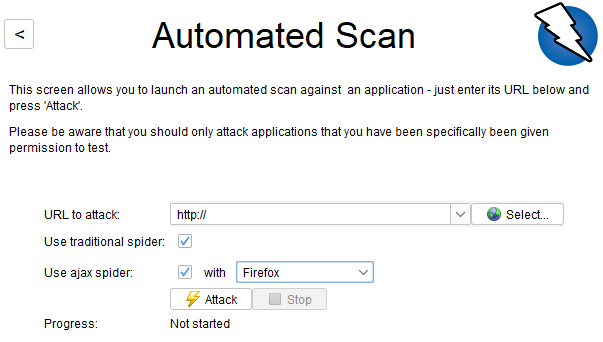 <
Automated Scan
This screen allows you to launch an automated scan against  an application - just enter its URL below and
press 'Attack'.
Please be aware that you should only attack applications that you have been specifically been given
permission to test.
URL to attack: http:// Select...
Use traditional spider:
Use ajax spider: with Firefox
Attack Stop
Progress: Not started